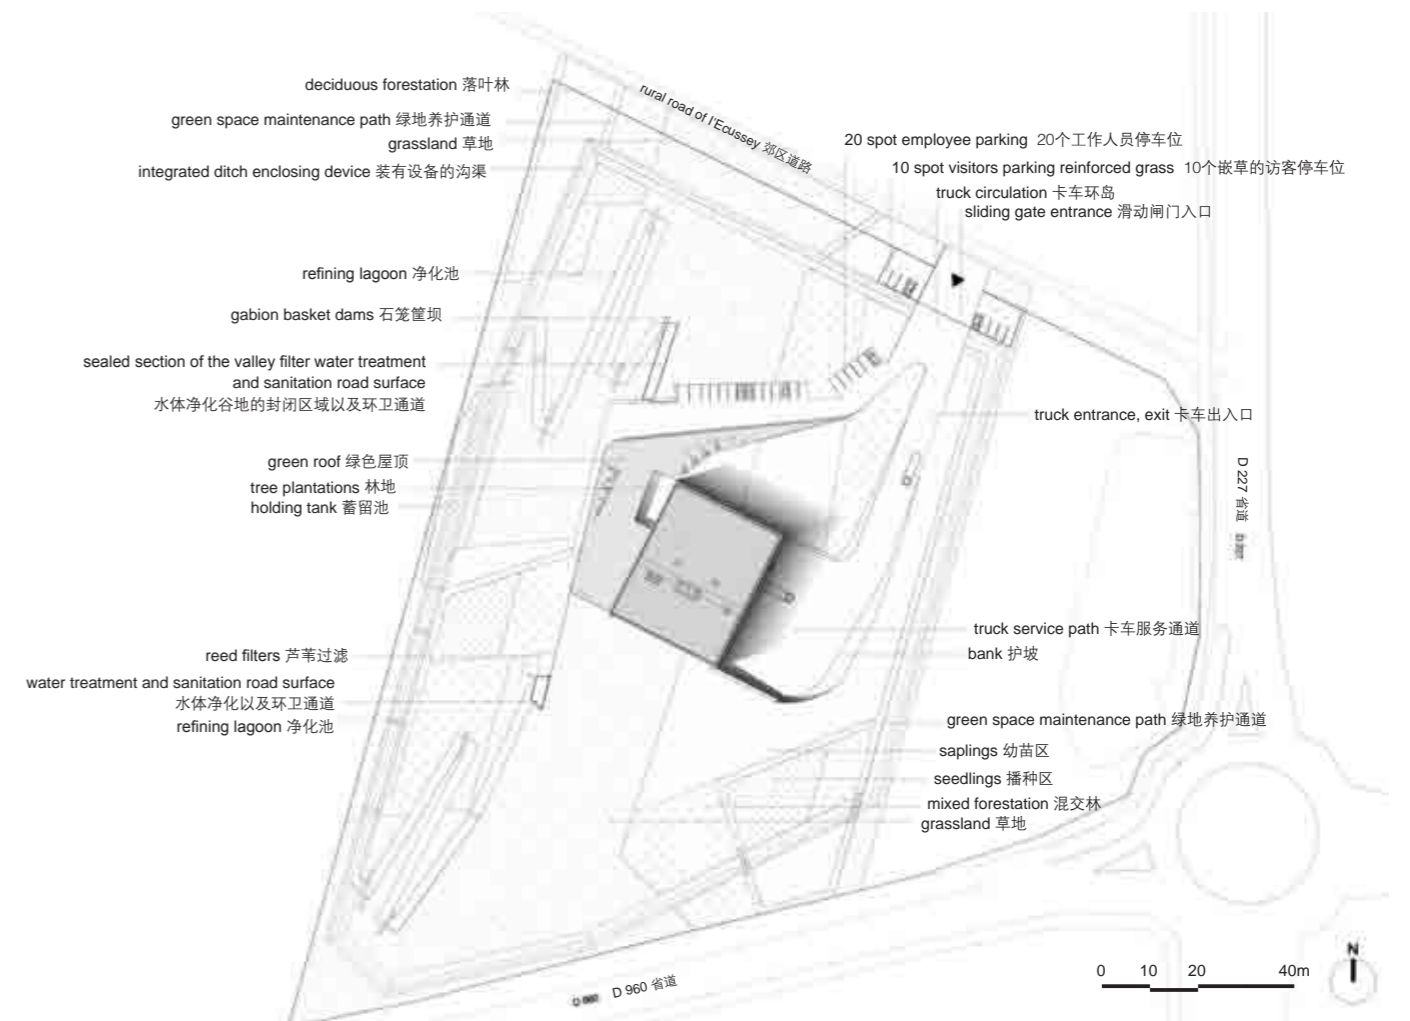 deciduous forestation 落叶林
green space maintenance path 绿地养护通道
grassland 草地
integrated ditch enclosing device 装有设备的沟渠
refining lagoon 净化池
gabion basket dams 石笼筐坝
sealed section of the valley filter water treatment
and sanitation road surface
水体净化谷地的封闭区域以及环卫通道
green roof 绿色屋顶
tree plantations 林地
holding tank 蓄留池
reed filters 芦苇过滤
water treatment and sanitation road surface
水体净化以及环卫通道
refining lagoon 净化池
rural road of l'Ecussey 郊区道路
20 spot employee parking 20个工作人员停车位
10 spot visitors parking reinforced grass 10个嵌草的访客停车位
truck circulation 卡车环岛
sliding gate entrance 滑动闸门入口
truck entrance, exit 卡车出入口
D 227 省道
truck service path 卡车服务通道
bank 护坡
green space maintenance path 绿地养护通道
saplings 幼苗区
seedlings 播种区
mixed forestation 混交林
grassland 草地
D 960 省道
0 10 20 40m
N